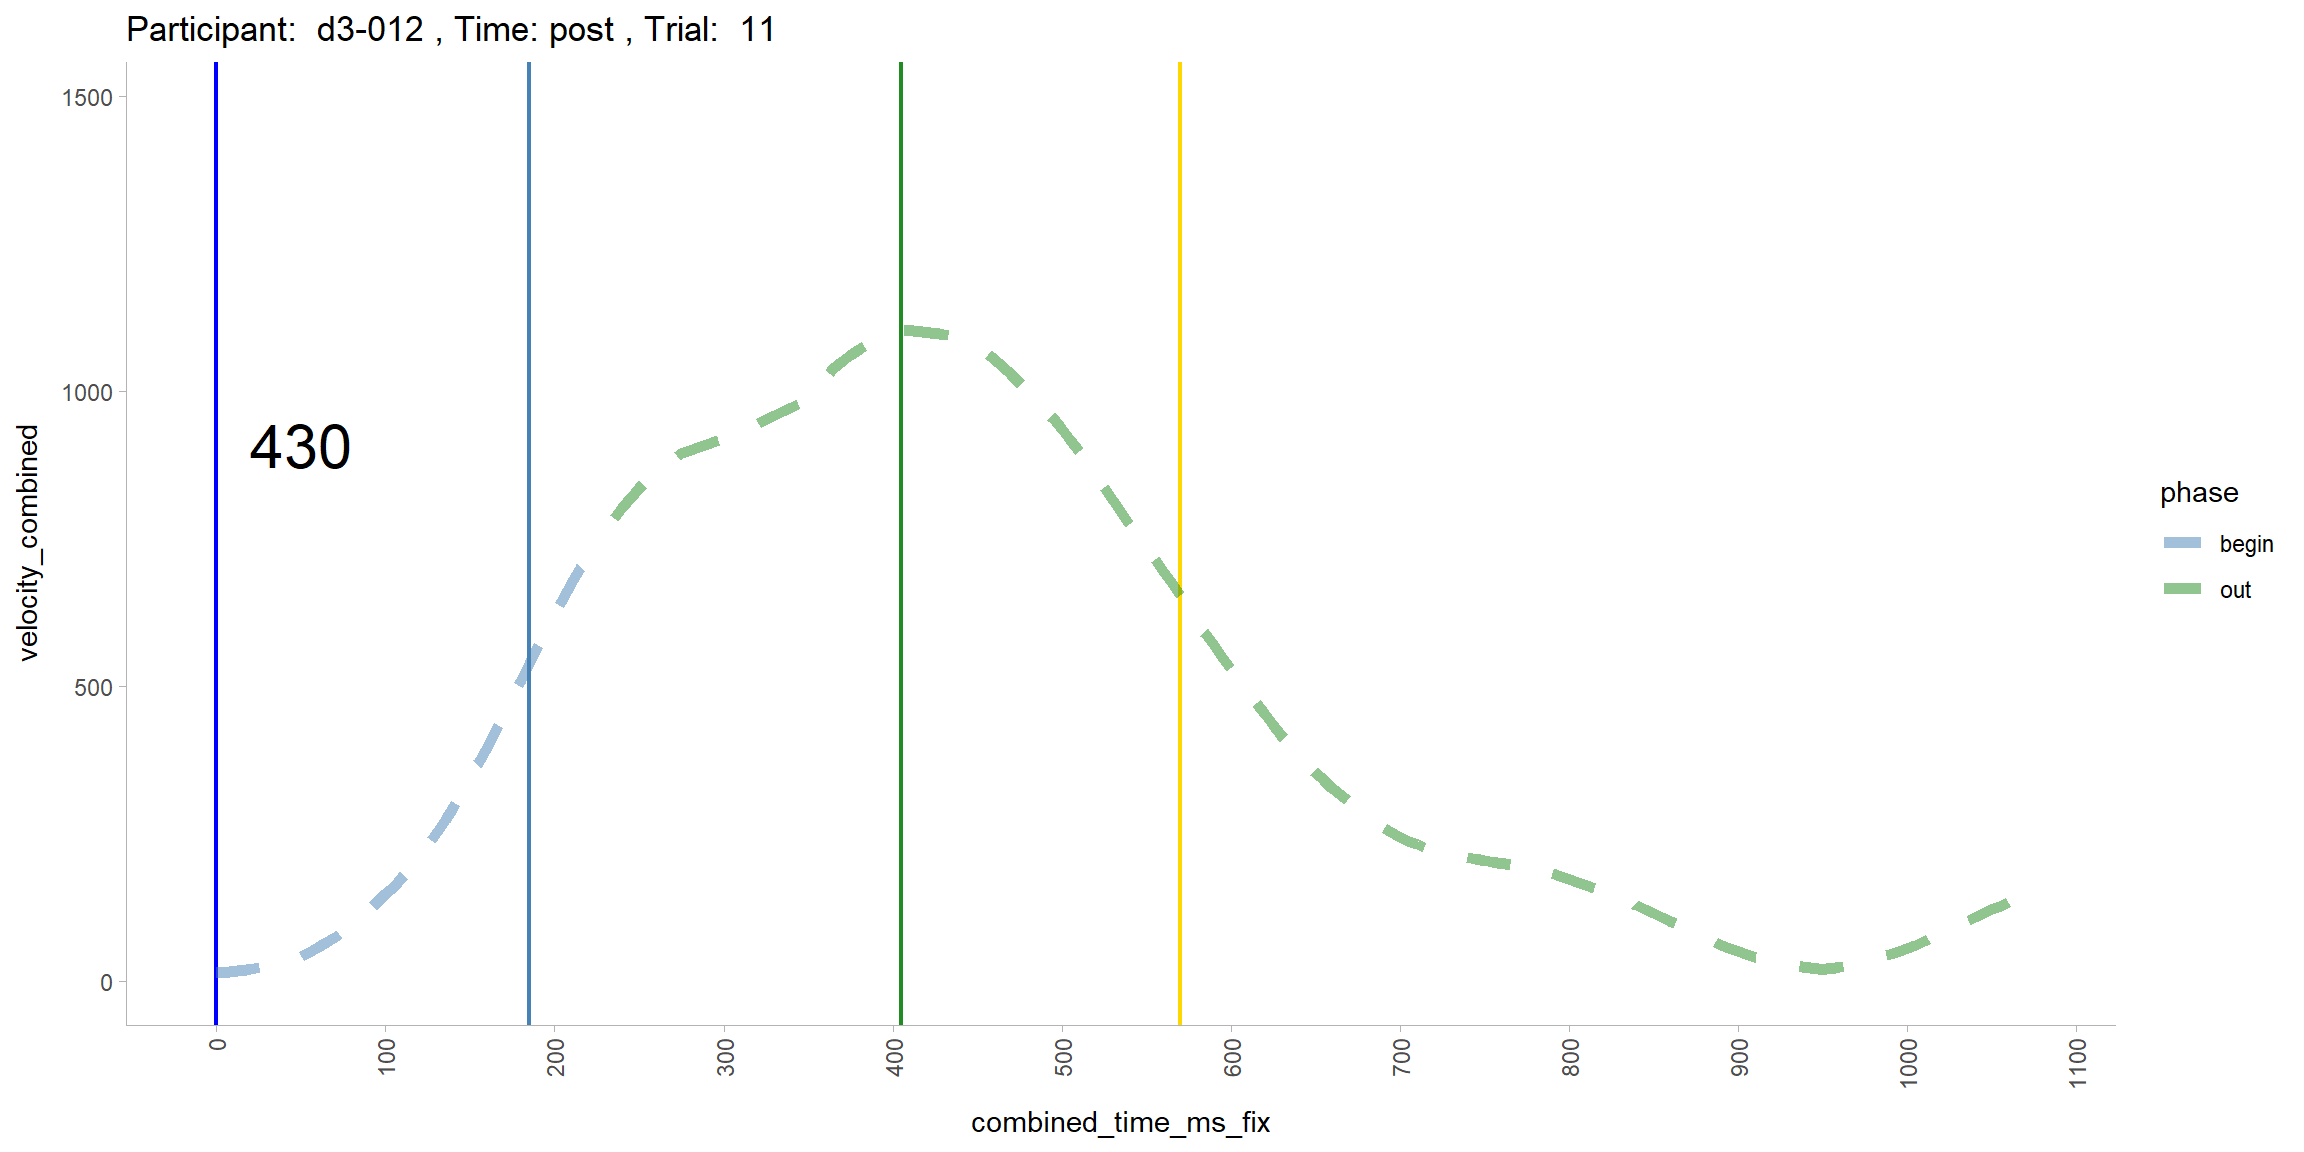 Participant:  d3-012 , Time: post , Trial:  11
1500
1000
500
0
velocity_combined
430
0
100
200
300
400
500
600
700
800
900
1000
1100
combined_time_ms_fix
phase
begin
out